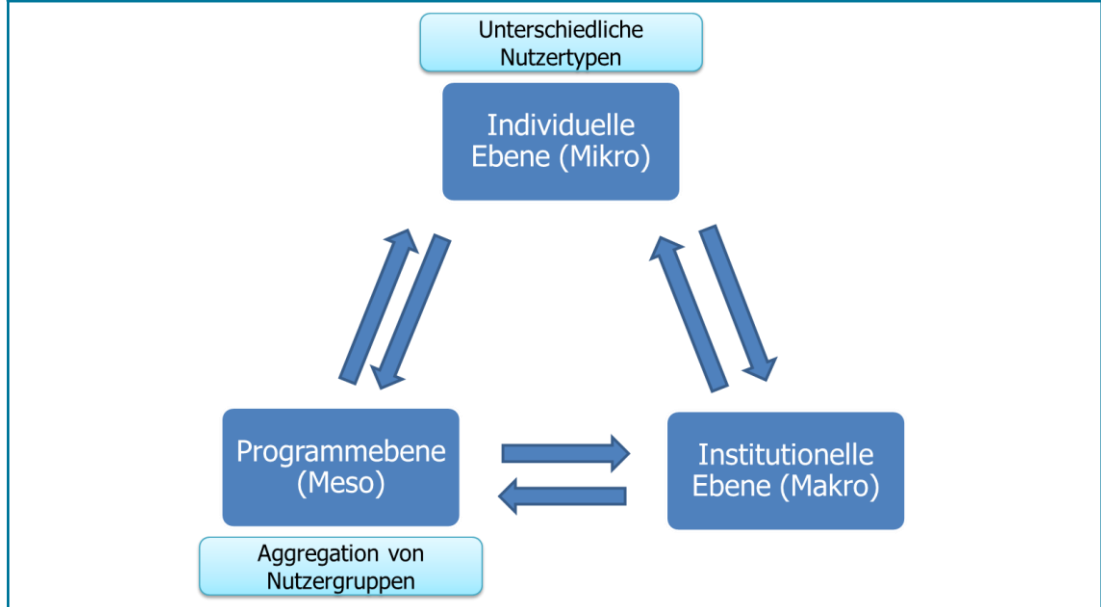 Unterschiedliche
Nutzertypen
Individuelle
Ebene (Mikro)
Programmebene
(Meso)
Institutionelle
Ebene (Makro)
Aggregation von
Nutzergruppen